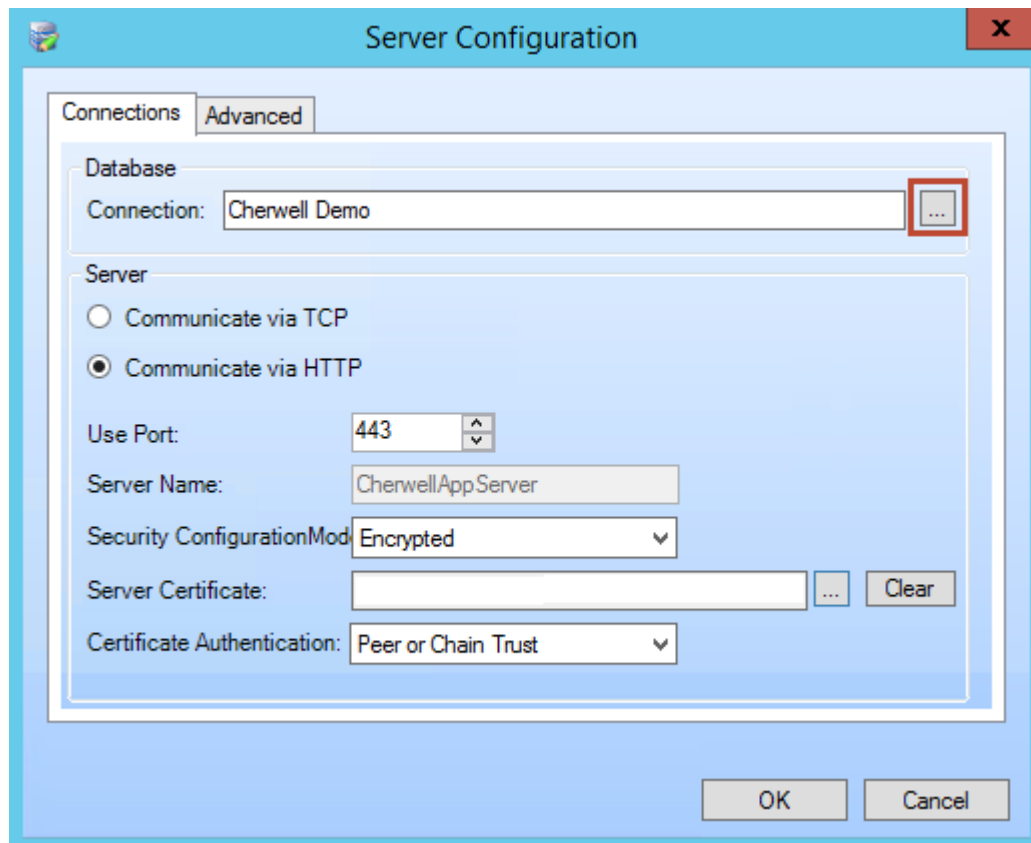 Server Configuration
x
Connections Advanced
Database
Connection: Cherwell Demo ...
Server
Communicate via TCP
Communicate via HTTP
Use Port: 443
Server Name: CherwellAppServer
Security ConfigurationMod Encrypted
Server Certificate: ... Clear
Certificate Authentication: Peer or Chain Trust
OK Cancel